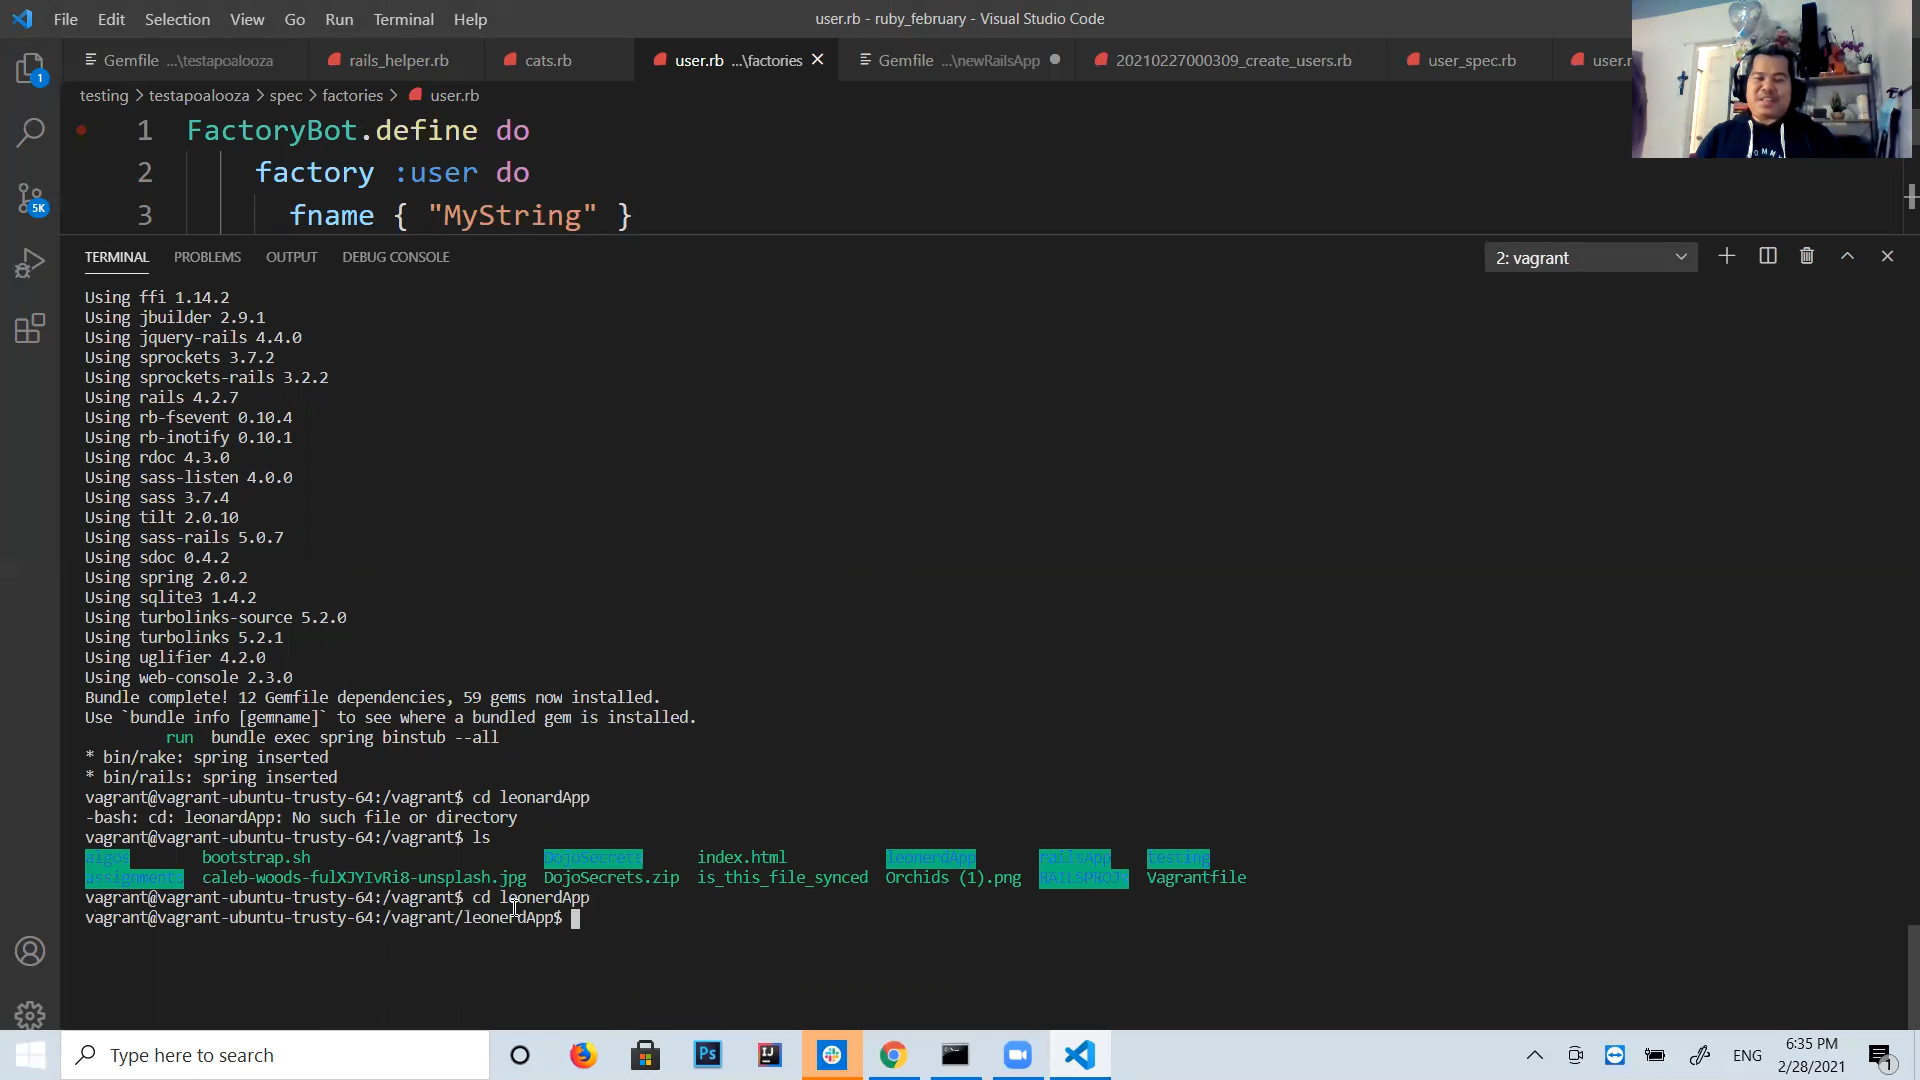 File Edit Selection View Go Run Terminal Help
user.rb - ruby_february - Visual Studio Code
Gemfile ...\testapoalooza
rails_helper.rb
cats.rb
user.rb ...\factories
Gemfile ...\newRailsApp
20210227000309_create_users.rb
user_spec.rb
user.r
1
testing > testapoalooza > spec > factories > user.rb
1 FactoryBot.define do
2 factory :user do
3 fname { "MyString" }
5K
TERMINAL PROBLEMS OUTPUT DEBUG CONSOLE
2: vagrant
Using ffi 1.14.2
Using jbuilder 2.9.1
Using jquery-rails 4.4.0
Using sprockets 3.7.2
Using sprockets-rails 3.2.2
Using rails 4.2.7
Using rb-fsevent 0.10.4
Using rb-inotify 0.10.1
Using rdoc 4.3.0
Using sass-listen 4.0.0
Using sass 3.7.4
Using tilt 2.0.10
Using sass-rails 5.0.7
Using sdoc 0.4.2
Using spring 2.0.2
Using sqlite3 1.4.2
Using turbolinks-source 5.2.0
Using turbolinks 5.2.1
Using uglifier 4.2.0
Using web-console 2.3.0
Bundle complete! 12 Gemfile dependencies, 59 gems now installed.
Use `bundle info [gemname]` to see where a bundled gem is installed.
run bundle exec spring binstub --all
* bin/rake: spring inserted
* bin/rails: spring inserted
vagrant@vagrant-ubuntu-trusty-64:/vagrant$ cd leonardApp
-bash: cd: leonardApp: No such file or directory
vagrant@vagrant-ubuntu-trusty-64:/vagrant$ ls
algos bootstrap.sh DojoSecrets index.html leonerdApp railsApp testing
caleb-woods-fulXJYIvRi8-unsplash.jpg DojoSecrets.zip is_this_file_synced Orchids (1).png Vagrantfile
vagrant@vagrant-ubuntu-trusty-64:/vagrant$ cd leonerdApp
vagrant@vagrant-ubuntu-trusty-64:/vagrant/leonerdApp$
Type here to search
Ps
IJ
ENG
6:35 PM
2/28/2021
1